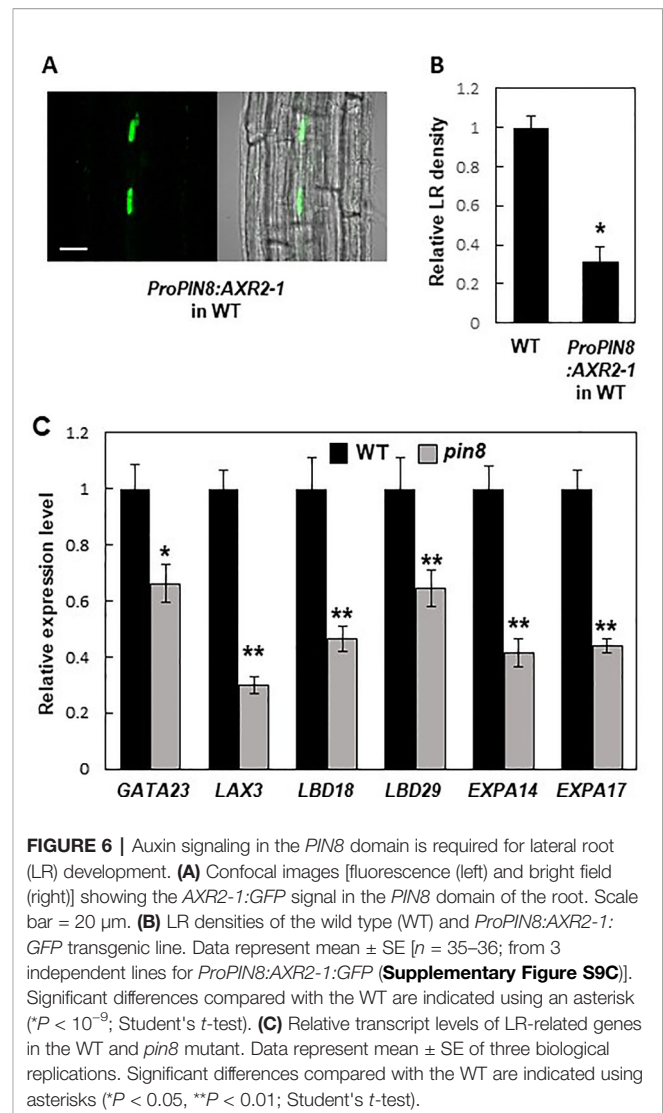 A
ProPIN8:AXR2-1
in WT
B
Relative LR density
1.2
1
0.8
0.6
0.4
0.2
0
*
WT
ProPIN8
:AXR2-1
in WT
C
Relative expression level
1.2
1
0.8
0.6
0.4
0.2
0
WT pin8
*
**
**
**
**
**
GATA23 LAX3 LBD18 LBD29 EXPA14 EXPA17
FIGURE 6 | Auxin signaling in the PIN8 domain is required for lateral root
(LR) development. (A) Confocal images [fluorescence (left) and bright field
(right)] showing the AXR2-1:GFP signal in the PIN8 domain of the root. Scale
bar = 20 µm. (B) LR densities of the wild type (WT) and ProPIN8:AXR2-1:
GFP transgenic line. Data represent mean ± SE [n = 35–36; from 3
independent lines for ProPIN8:AXR2-1:GFP (Supplementary Figure S9C)].
Significant differences compared with the WT are indicated using an asterisk
(*P < 10⁻⁹; Student's t-test). (C) Relative transcript levels of LR-related genes
in the WT and pin8 mutant. Data represent mean ± SE of three biological
replications. Significant differences compared with the WT are indicated using
asterisks (*P < 0.05, **P < 0.01; Student's t-test).